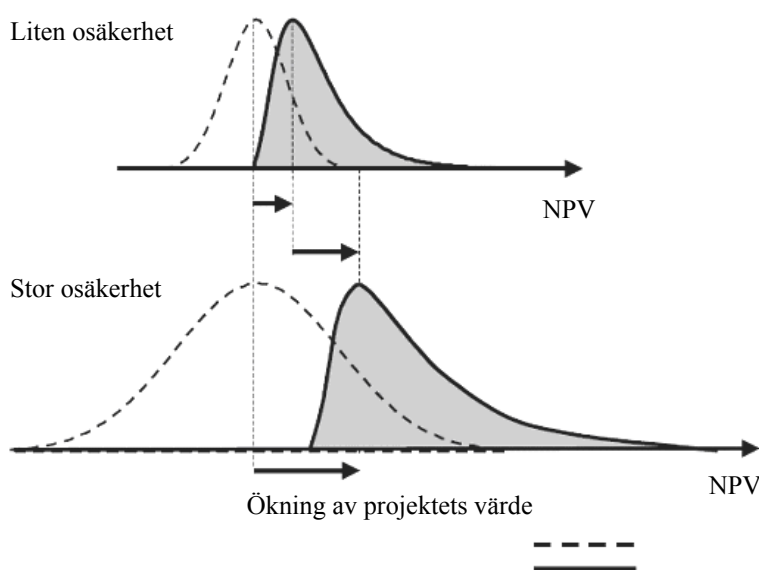 Liten osäkerhet
NPV
Stor osäkerhet
NPV
Ökning av projektets värde